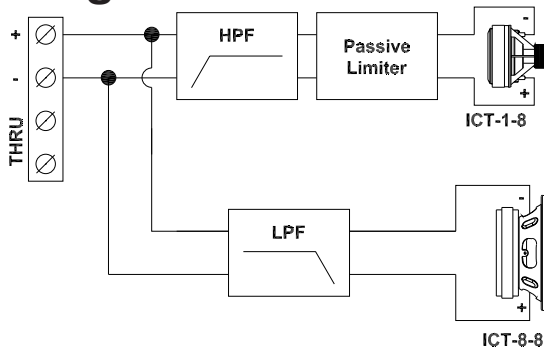 +
HPF
Passive
Limiter
-
+
ICT-1-8
-
THRU
LPF
-
+
ICT-8-8